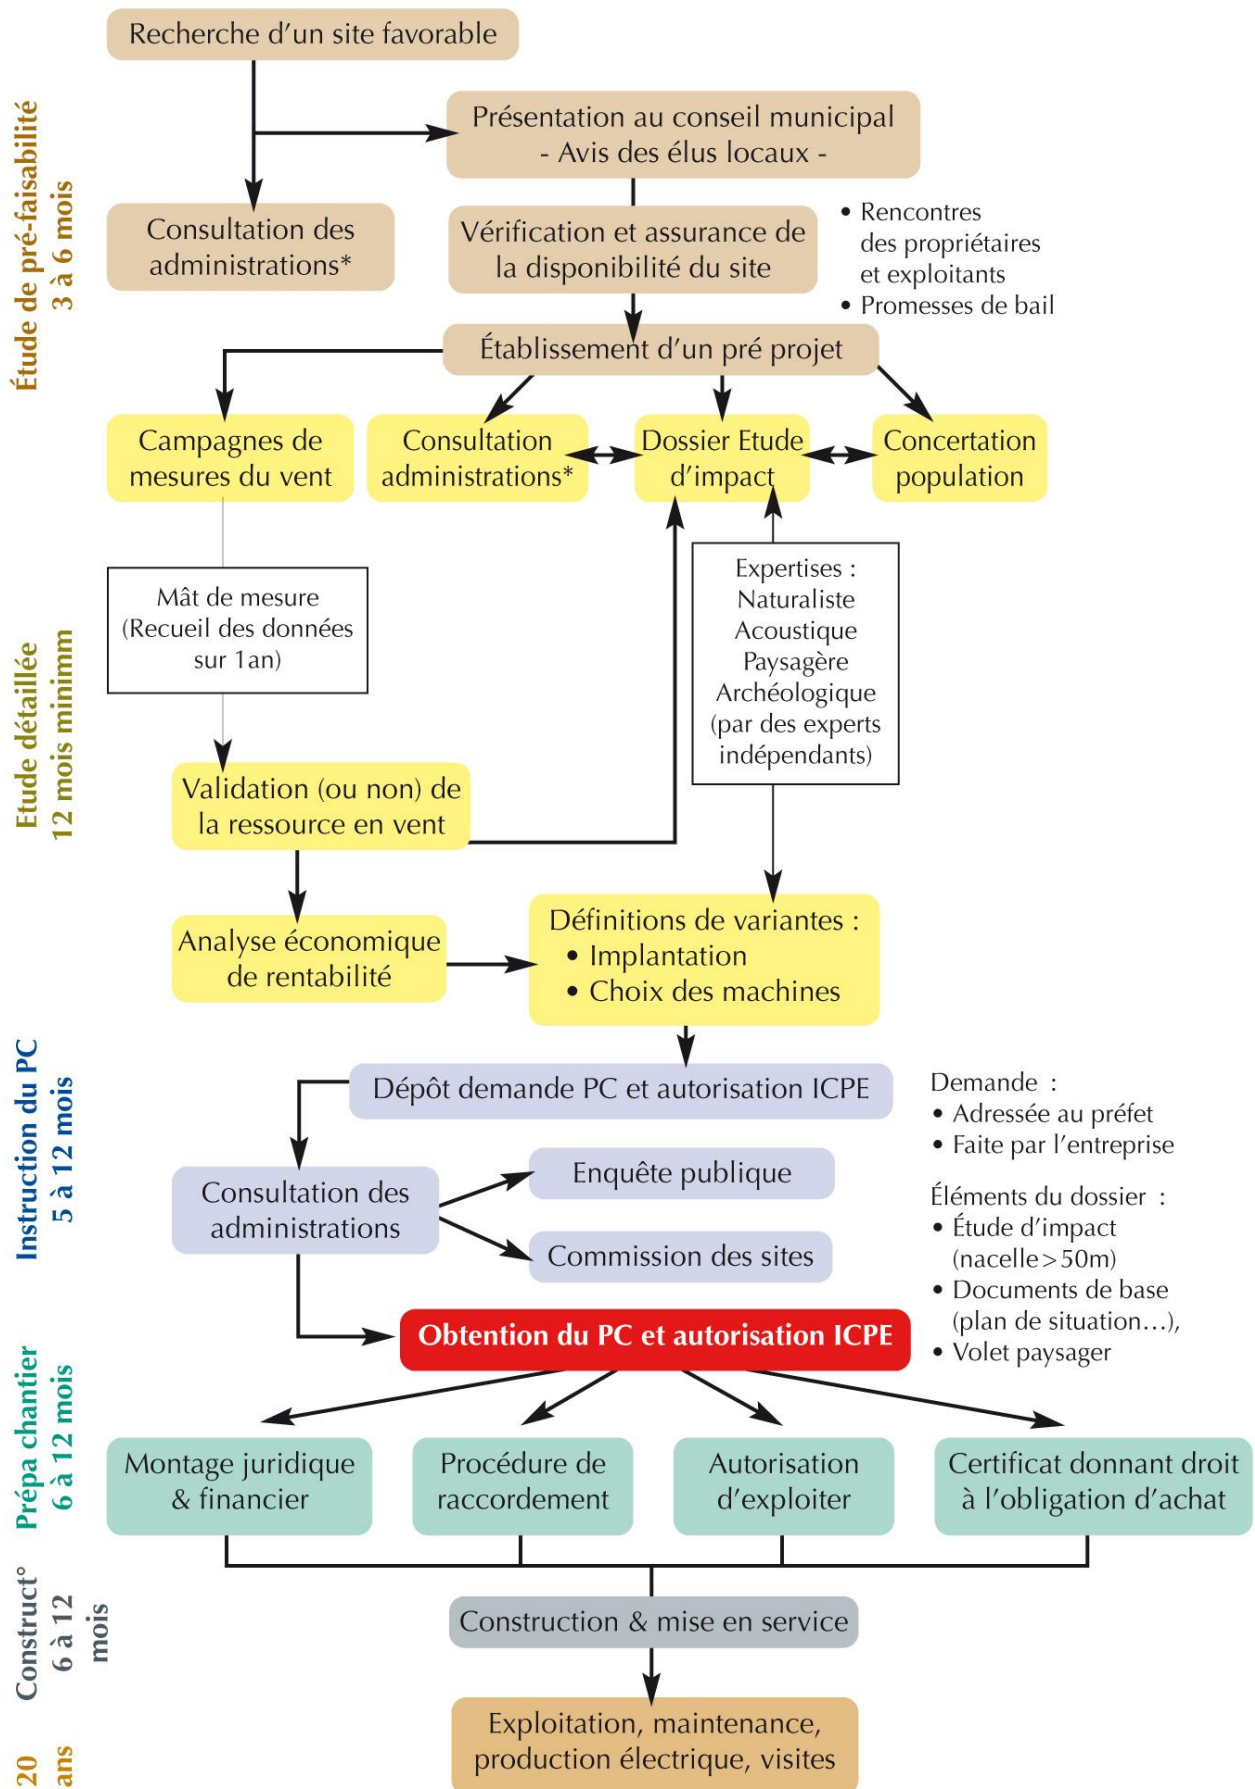 Recherche d’un site favorable
Étude de pré-faisabilité
3 à 6 mois
Présentation au conseil municipal
- Avis des élus locaux -
Consultation des
administrations*
Vérification et assurance de
la disponibilité du site
• Rencontres
des propriétaires
et exploitants
• Promesses de bail
Établissement d’un pré projet
Etude détaillée
12 mois minimm
Campagnes de
mesures du vent
Consultation
administrations*
Dossier Etude
d’impact
Concertation
population
Mât de mesure
(Recueil des données
sur 1an)
Expertises :
Naturaliste
Acoustique
Paysagère
Archéologique
(par des experts
indépendants)
Validation (ou non) de
la ressource en vent
Analyse économique
de rentabilité
Définitions de variantes :
• Implantation
• Choix des machines
Instruction du PC
5 à 12 mois
Dépôt demande PC et autorisation ICPE
Consultation des
administrations
Enquête publique
Commission des sites
Demande :
• Adressée au préfet
• Faite par l’entreprise
Éléments du dossier :
• Étude d’impact
(nacelle>50m)
• Documents de base
(plan de situation…),
• Volet paysager
Obtention du PC et autorisation ICPE
Prépa chantier
6 à 12 mois
Montage juridique
& financier
Procédure de
raccordement
Autorisation
d’exploiter
Certificat donnant droit
à l’obligation d’achat
Construct°
6 à 12
mois
Construction & mise en service
20
ans
Exploitation, maintenance,
production électrique, visites